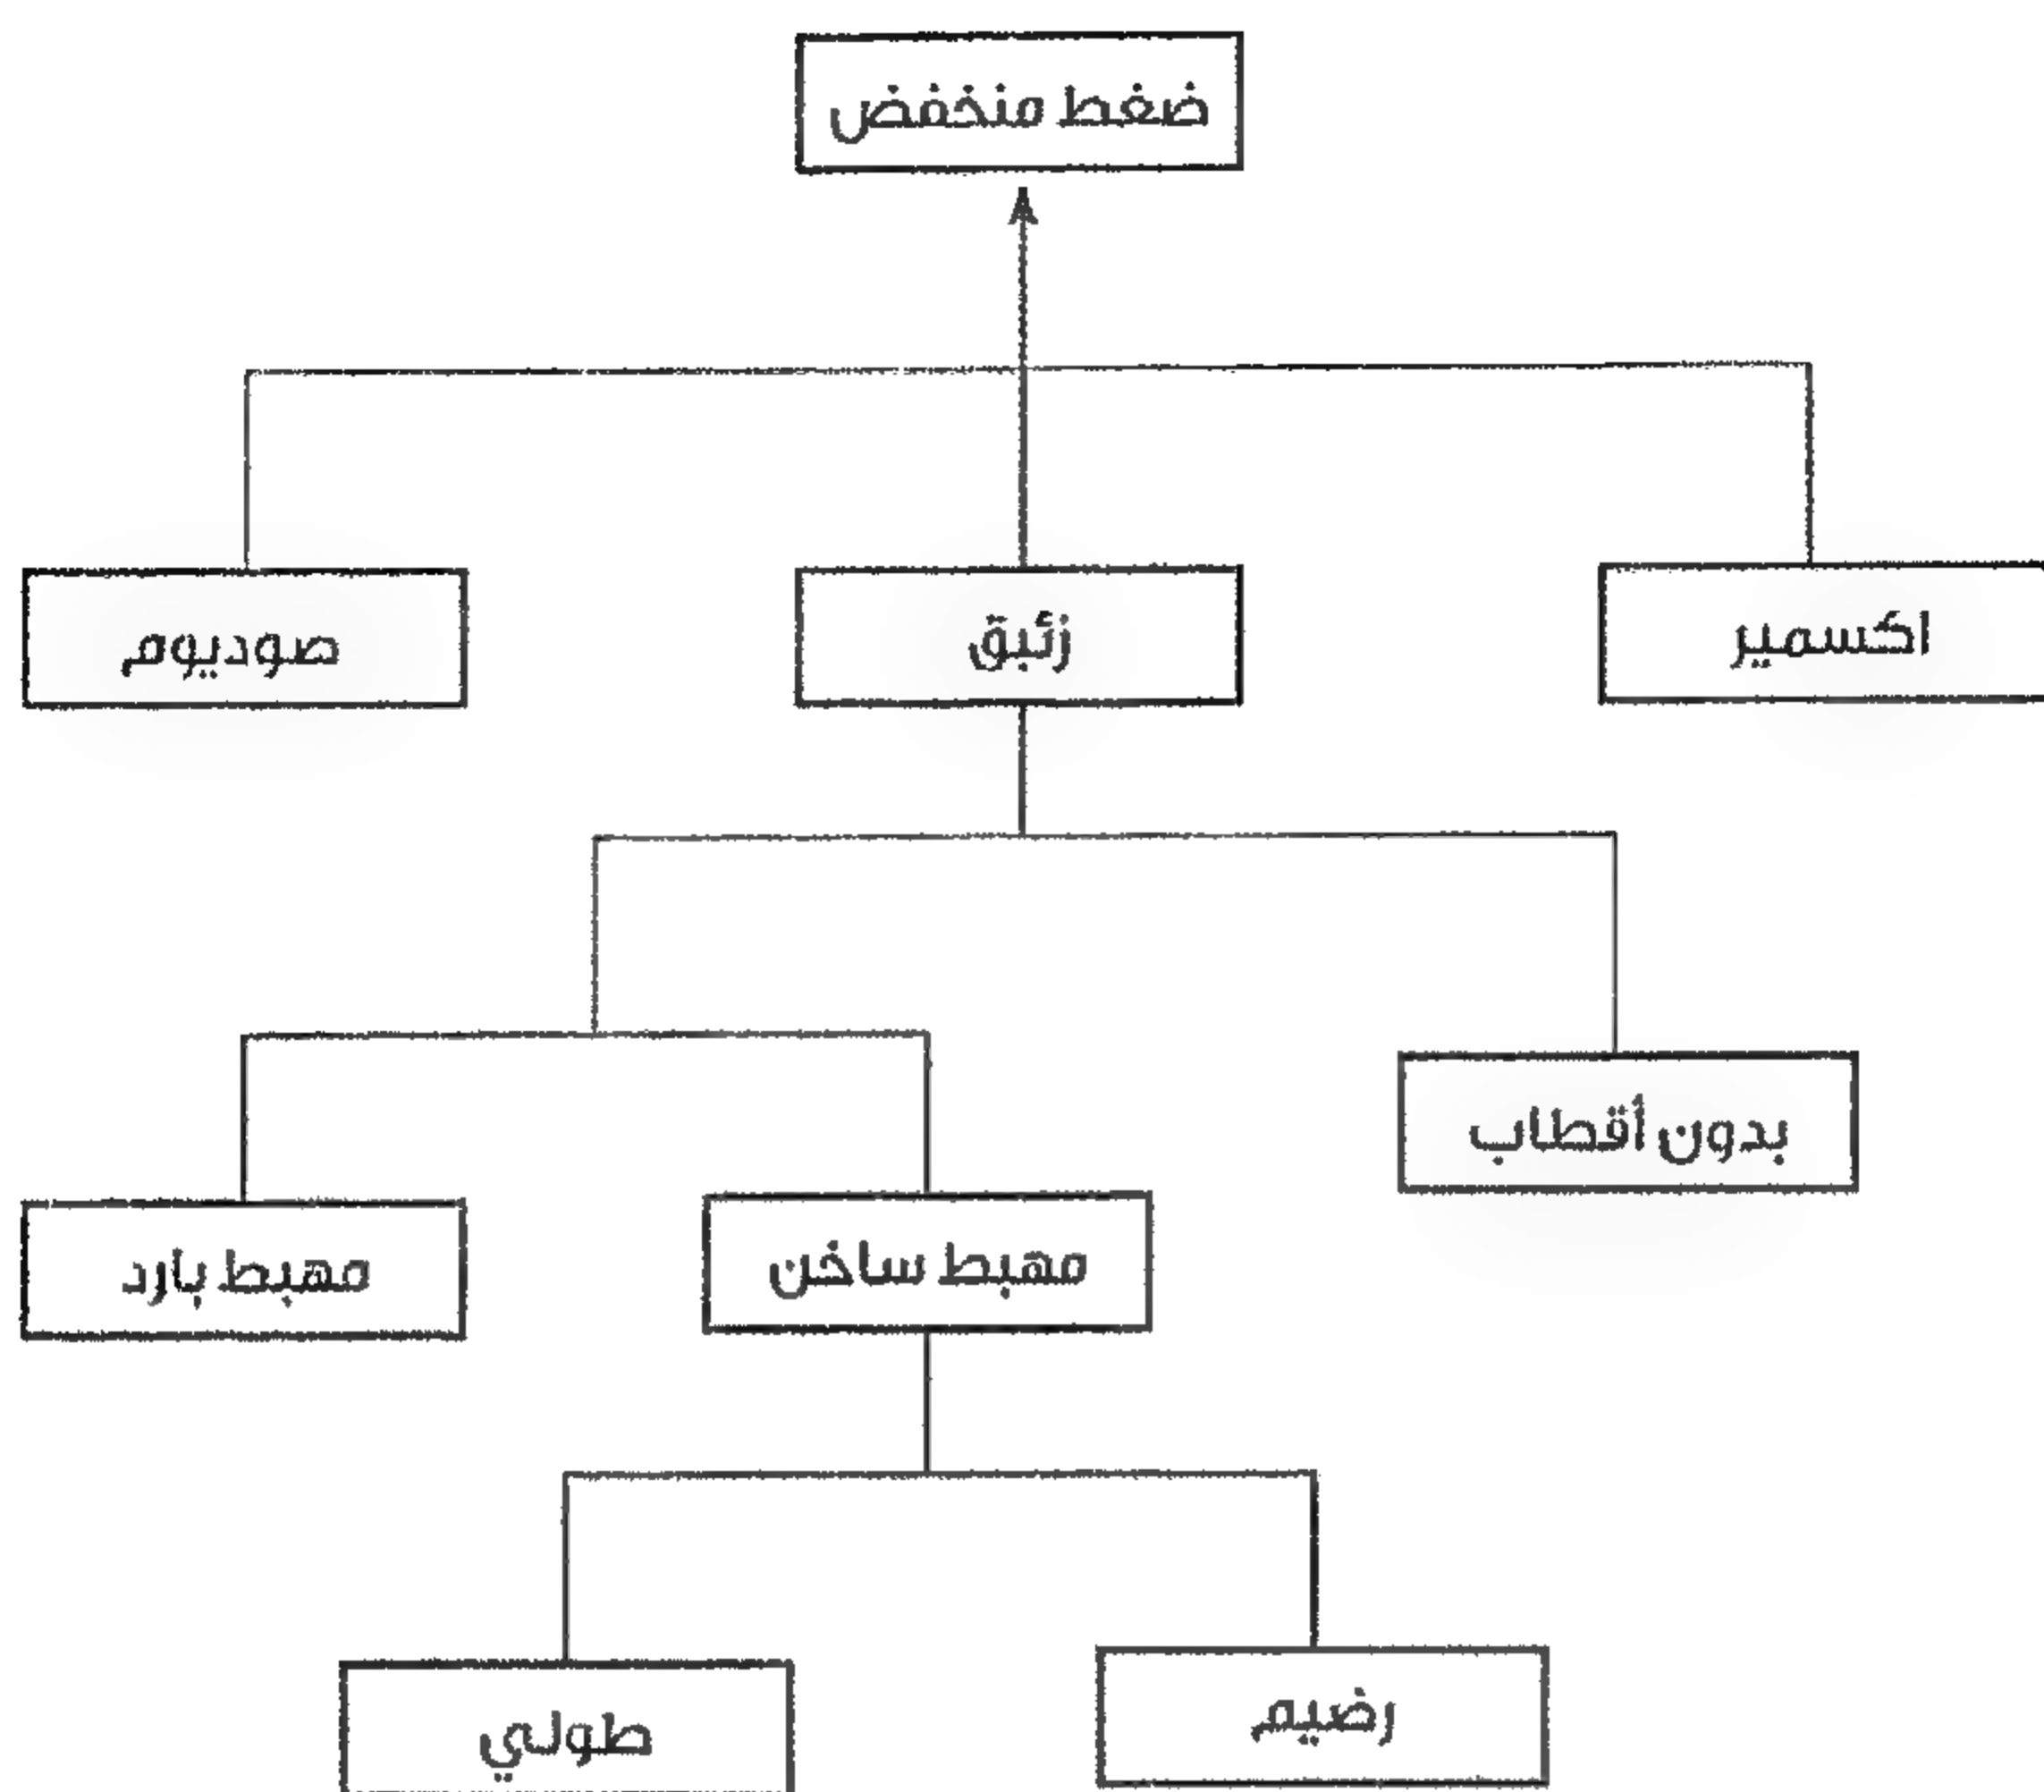 ضغط منخفض
اكسمير
زئبق
صوديوم
بدون أقطاب
مهبط ساخن
مهبط بارد
رضيم
طولي